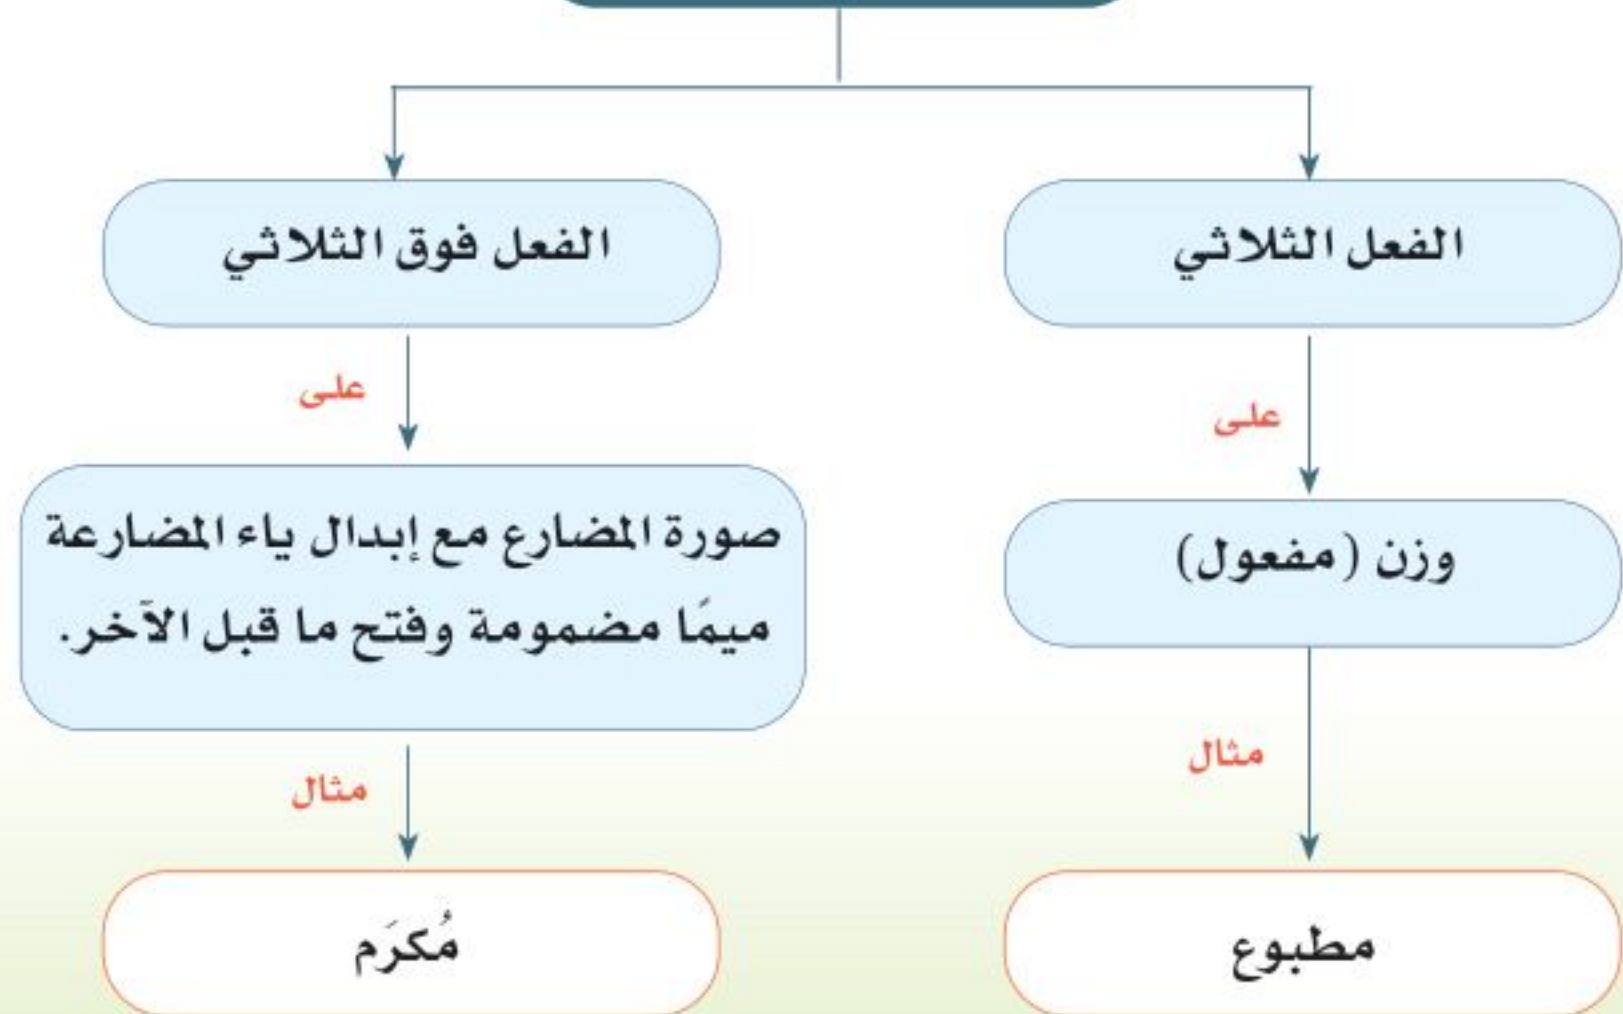 الفعل الثلاثي
على
وزن (مفعول)
مثال
مطبوع
الفعل فوق الثلاثي
على
صورة المضارع مع إبدال ياء المضارعة
ميمًا مضمومة وفتح ما قبل الآخر.
مثال
مُكرَم